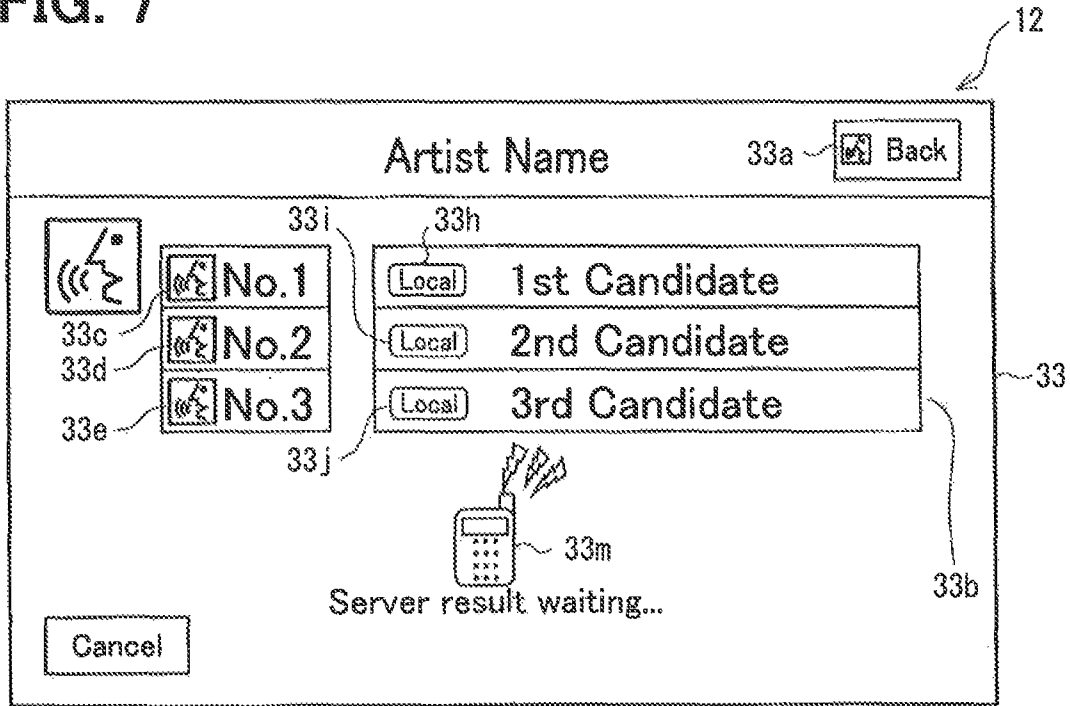 FIG. 7
12
Artist Name
33a
Back
33i
33h
No.1
Local
1st Candidate
33c
No.2
Local
2nd Candidate
33d
No.3
Local
3rd Candidate
33
33e
33j
33m
33b
Server result waiting...
Cancel